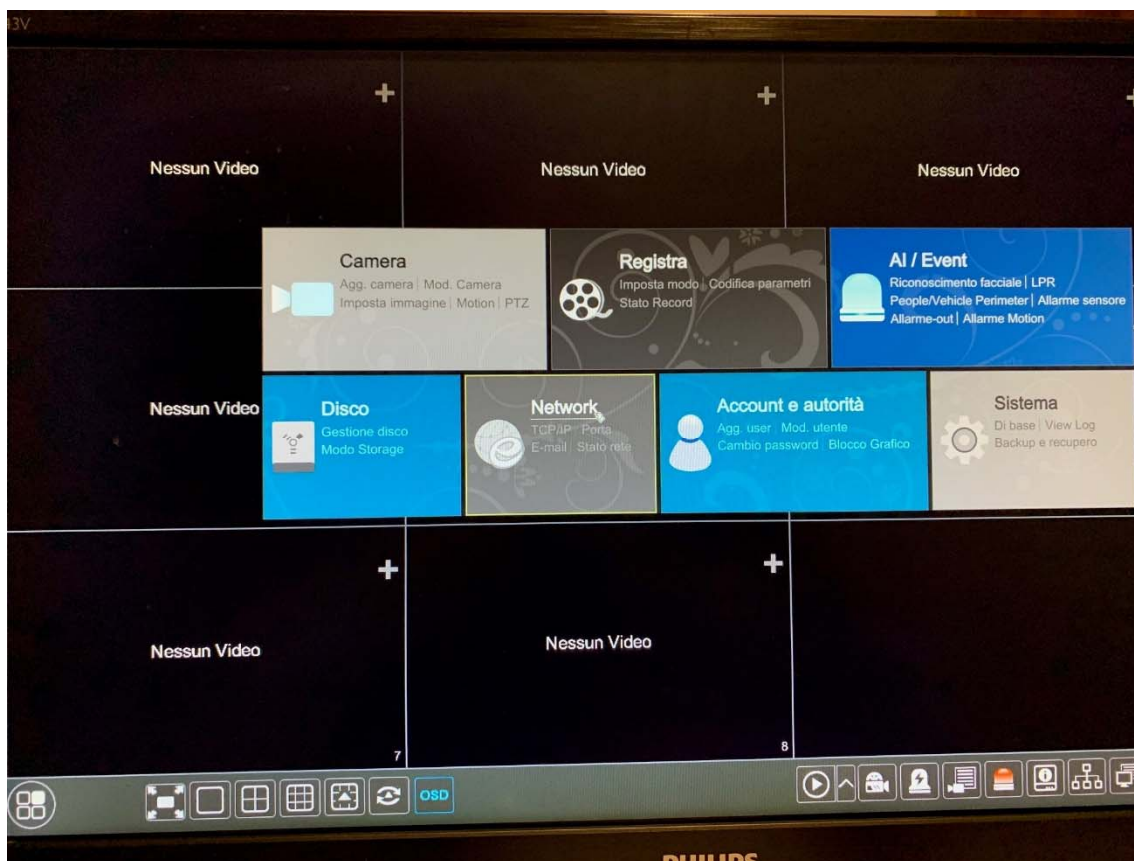 43V
Nessun Video
Nessun Video
Nessun Video
Camera
Agg. camera | Mod. Camera
Imposta immagine | Motion | PTZ
Registra
Imposta modo | Codifica parametri
Stato Record
AI / Event
Riconoscimento facciale | LPR
People/Vehicle Perimeter | Allarme sensore
Allarme-out | Allarme Motion
Nessun Video
Disco
Gestione disco
Modo Storage
Network
TCP/IP | Porta
E-mail | Stato rete
Account e autorità
Agg. user | Mod. utente
Cambio password | Blocco Grafico
Sistema
Di base | View Log
Backup e recupero
Nessun Video
Nessun Video
7
8
OSD
PHILIPS